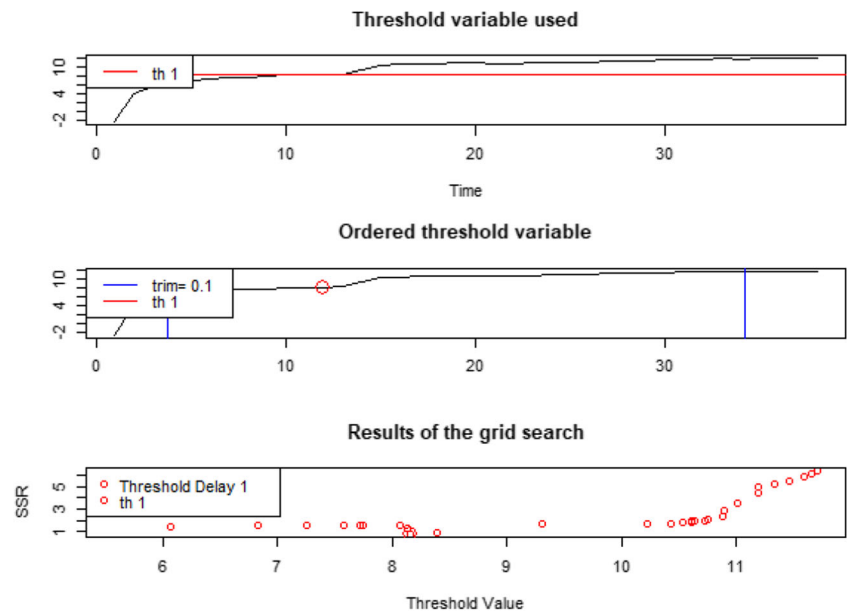 Threshold variable used
10
4
-2
th 1
0
10
20
30
Time
Ordered threshold variable
10
4
-2
trim= 0.1
th 1
0
10
20
30
Results of the grid search
SSR
5
3
1
Threshold Delay 1
th 1
6
7
8
9
10
11
Threshold Value